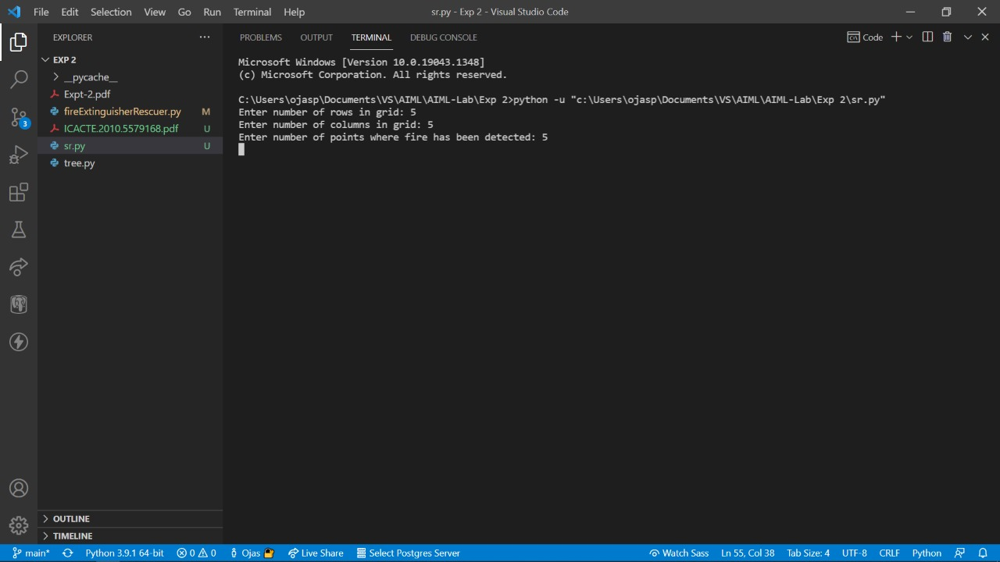 File Edit Selection View Go Run Terminal Help sr.py - Exp 2 - Visual Studio Code
EXPLORER
EXP 2
__pycache__
Expt-2.pdf
fireExtinguisherRescuer.py M
ICACTE.2010.5579168.pdf U
sr.py U
tree.py
OUTLINE
TIMELINE
3
PROBLEMS OUTPUT TERMINAL DEBUG CONSOLE Code
Microsoft Windows [Version 10.0.19043.1348]
(c) Microsoft Corporation. All rights reserved.
C:\Users\ojasp\Documents\VS\AIML\AIML-Lab\Exp 2>python -u "c:\Users\ojasp\Documents\VS\AIML\AIML-Lab\Exp 2\sr.py"
Enter number of rows in grid: 5
Enter number of columns in grid: 5
Enter number of points where fire has been detected: 5
main* Python 3.9.1 64-bit 0 0 Ojas Live Share Select Postgres Server Watch Sass Ln 55, Col 38 Tab Size: 4 UTF-8 CRLF Python